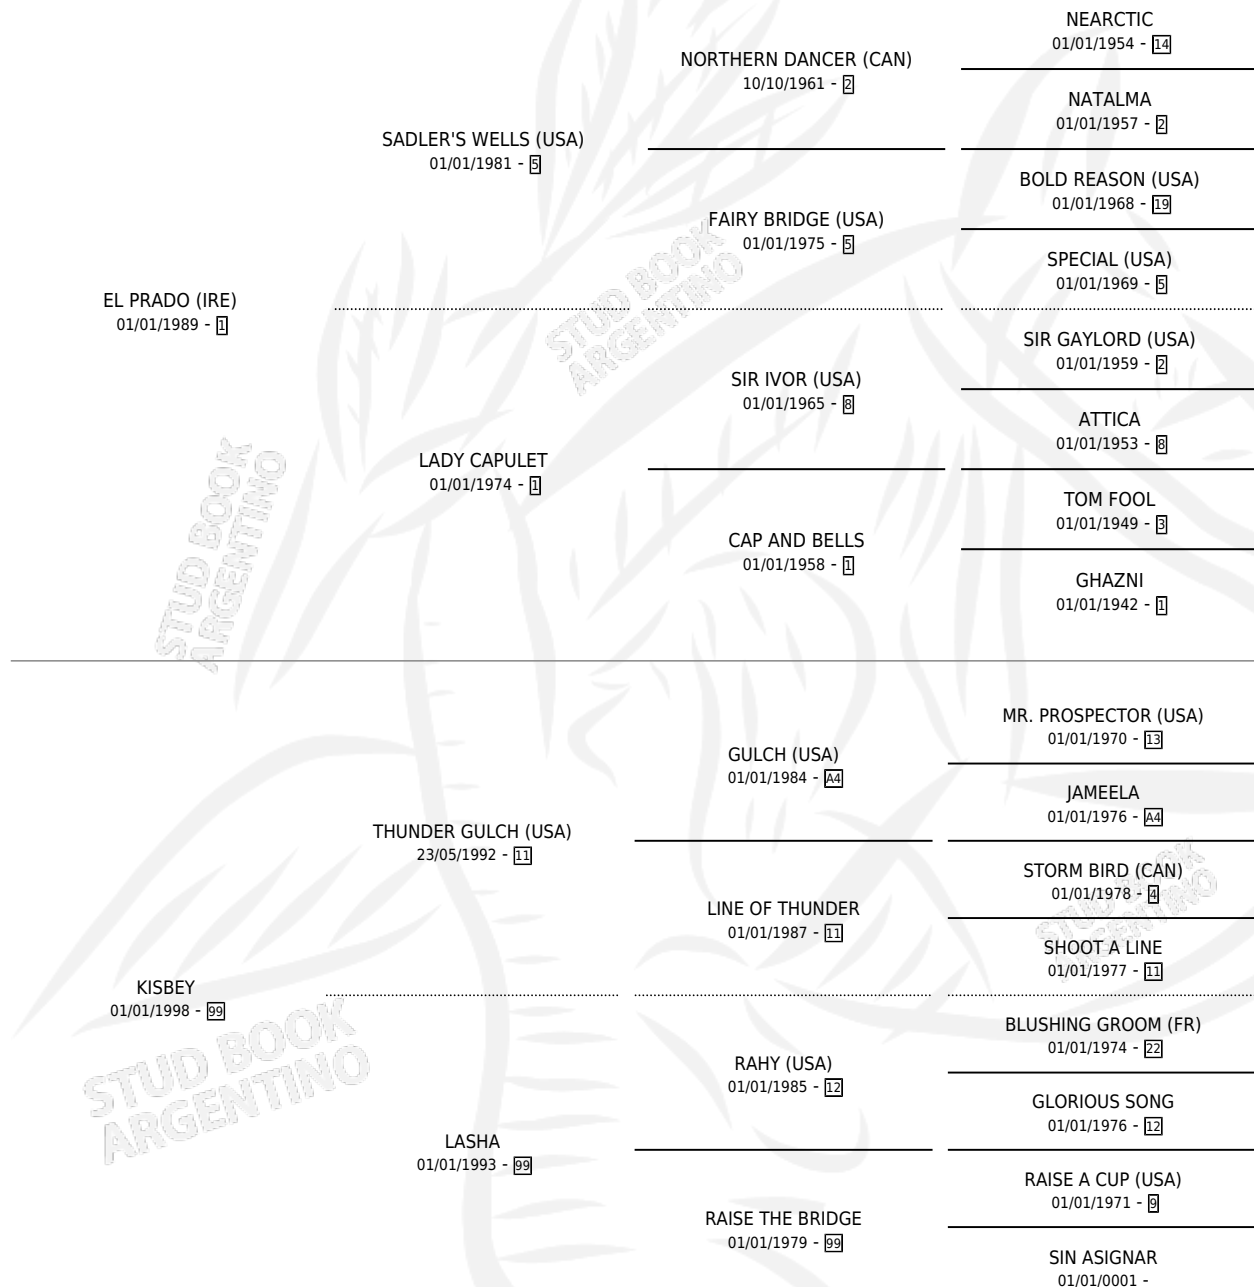 NEARCTIC
01/01/1954 - 14
NORTHERN DANCER (CAN)
10/10/1961 - 2
NATALMA
01/01/1957 - 2
SADLER'S WELLS (USA)
01/01/1981 - 5
BOLD REASON (USA)
01/01/1968 - 19
FAIRY BRIDGE (USA)
01/01/1975 - 5
SPECIAL (USA)
01/01/1969 - 5
STUD BOOK
ARGENTINO
EL PRADO (IRE)
01/01/1989 - 1
SIR GAYLORD (USA)
01/01/1959 - 2
SIR IVOR (USA)
01/01/1965 - 8
ATTICA
01/01/1953 - 8
LADY CAPULET
01/01/1974 - 1
TOM FOOL
01/01/1949 - 3
CAP AND BELLS
01/01/1958 - 1
GHAZNI
01/01/1942 - 1
STUD BOOK
ARGENTINO
MR. PROSPECTOR (USA)
01/01/1970 - 13
GULCH (USA)
01/01/1984 - A4
JAMEELA
01/01/1976 - A4
THUNDER GULCH (USA)
23/05/1992 - 11
STORM BIRD (CAN)
01/01/1978 - 4
LINE OF THUNDER
01/01/1987 - 11
SHOOT A LINE
01/01/1977 - 11
STUD BOOK
ARGENTINO
KISBEY
01/01/1998 - 99
BLUSHING GROOM (FR)
01/01/1974 - 22
RAHY (USA)
01/01/1985 - 12
GLORIOUS SONG
01/01/1976 - 12
STUD BOOK
ARGENTINO
LASHA
01/01/1993 - 99
RAISE A CUP (USA)
01/01/1971 - 9
RAISE THE BRIDGE
01/01/1979 - 99
SIN ASIGNAR
01/01/0001 -